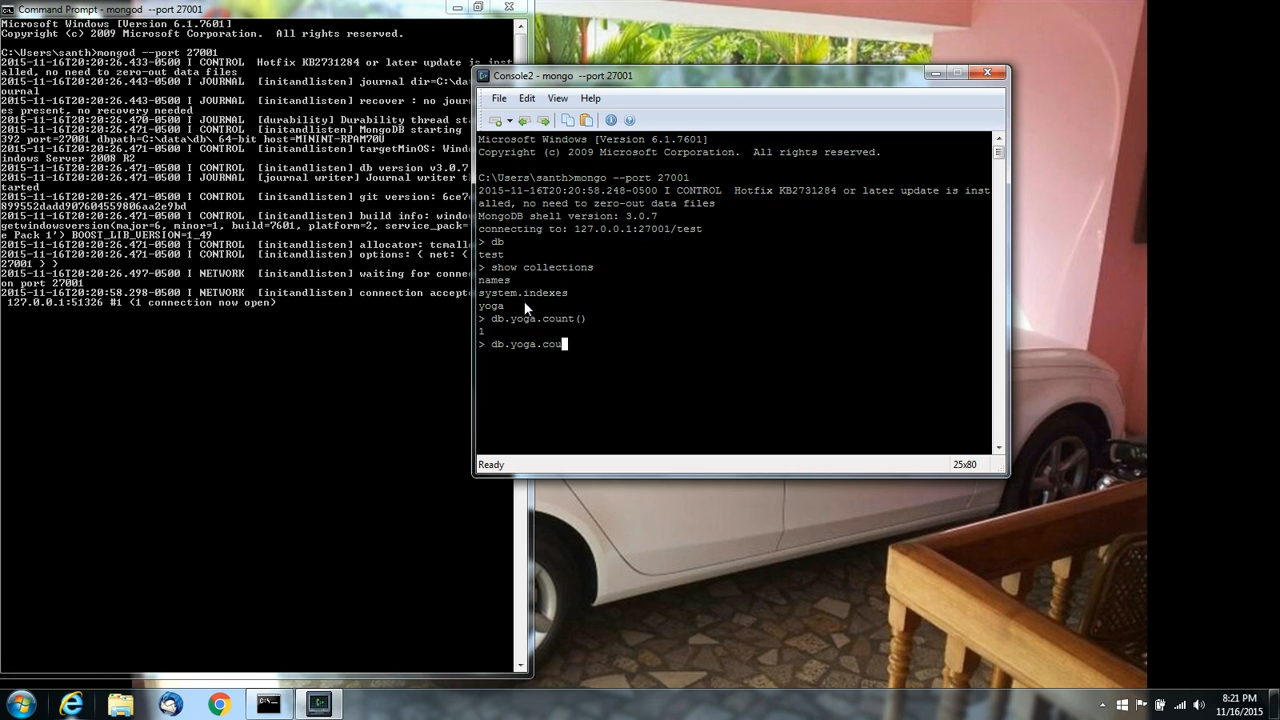 Command Prompt - mongod --port 27001
Microsoft Windows [Version 6.1.7601]
Copyright (c) 2009 Microsoft Corporation.  All rights reserved.
C:\Users\santh>mongod --port 27001
2015-11-16T20:20:26.433-0500 I CONTROL  Hotfix KB2731284 or later update is inst
alled, no need to zero-out data files
2015-11-16T20:20:26.443-0500 I JOURNAL  [initandlisten] journal dir=C:\da
ournal
2015-11-16T20:20:26.443-0500 I JOURNAL  [initandlisten] recover : no jour
es present, no recovery needed
2015-11-16T20:20:26.470-0500 I JOURNAL  [durability] Durability thread sta
2015-11-16T20:20:26.471-0500 I CONTROL  [initandlisten] MongoDB starting
392 port=27001 dbpath=C:\data\db\ 64-bit host=MININT-RPAM70U
2015-11-16T20:20:26.471-0500 I CONTROL  [initandlisten] targetMinOS: Wind
indows Server 2008 R2
2015-11-16T20:20:26.471-0500 I CONTROL  [initandlisten] db version v3.0.7
2015-11-16T20:20:26.471-0500 I JOURNAL  [journal writer] Journal writer t
tarted
2015-11-16T20:20:26.471-0500 I CONTROL  [initandlisten] git version: 6ce7
899552dadd907604559806aa2e9bd
2015-11-16T20:20:26.471-0500 I CONTROL  [initandlisten] build info: window
getwindowsversion(major=6, minor=1, build=7601, platform=2, service_pack=
e Pack 1') BOOST_LIB_VERSION=1_49
2015-11-16T20:20:26.471-0500 I CONTROL  [initandlisten] allocator: tcmallo
2015-11-16T20:20:26.471-0500 I CONTROL  [initandlisten] options: { net: {
27001 } }
2015-11-16T20:20:26.497-0500 I NETWORK  [initandlisten] waiting for conne
on port 27001
2015-11-16T20:20:58.298-0500 I NETWORK  [initandlisten] connection accept
127.0.0.1:51326 #1 (1 connection now open)
Console2 - mongo --port 27001
File Edit View Help
Microsoft Windows [Version 6.1.7601]
Copyright (c) 2009 Microsoft Corporation.  All rights reserved.
C:\Users\santh>mongo --port 27001
2015-11-16T20:20:58.248-0500 I CONTROL  Hotfix KB2731284 or later update is inst
alled, no need to zero-out data files
MongoDB shell version: 3.0.7
connecting to: 127.0.0.1:27001/test
> db
test
> show collections
names
system.indexes
yoga
> db.yoga.count()
1
> db.yoga.cou
Ready 25x80
C:\
8:21 PM
11/16/2015